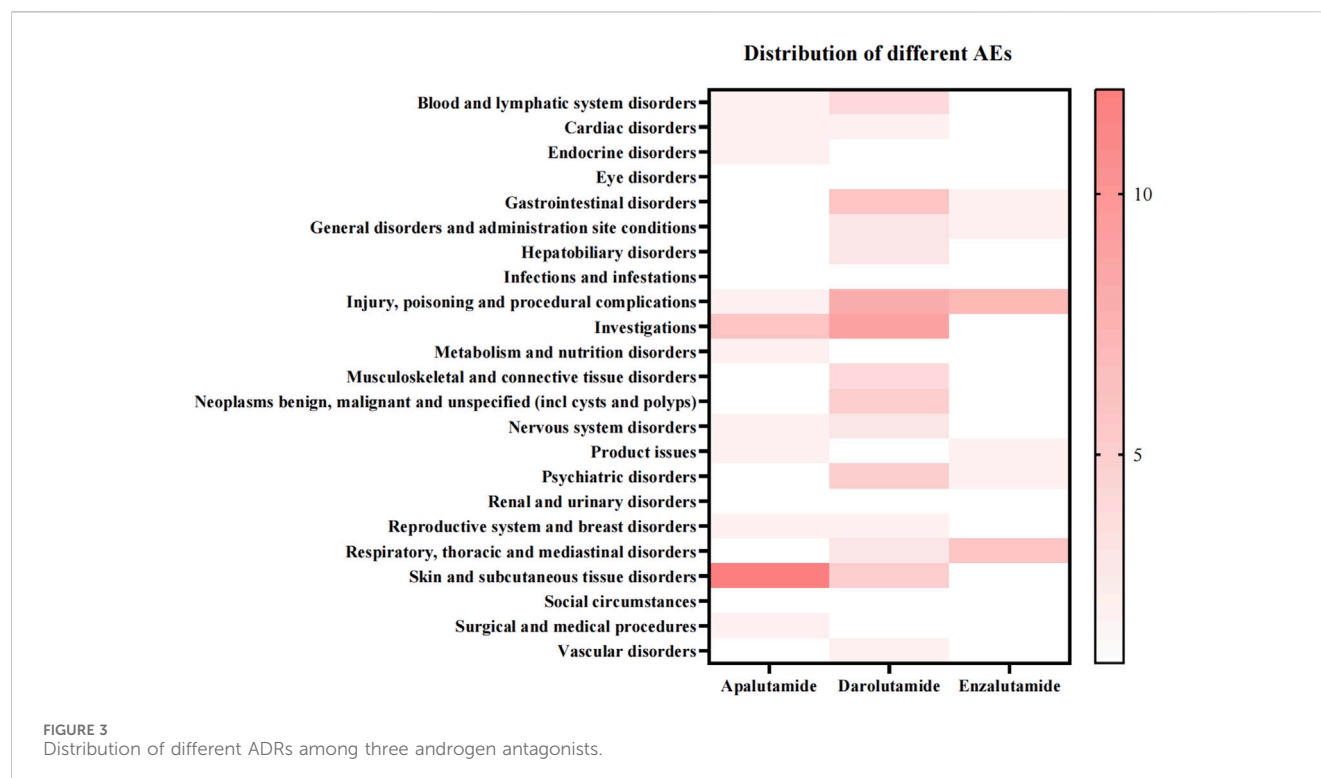 Distribution of different AEs
Blood and lymphatic system disorders
Cardiac disorders
Endocrine disorders
Eye disorders
Gastrointestinal disorders
General disorders and administration site conditions
Hepatobiliary disorders
Infections and infestations
Injury, poisoning and procedural complications
Investigations
Metabolism and nutrition disorders
Musculoskeletal and connective tissue disorders
Neoplasms benign, malignant and unspecified (incl cysts and polyps)
Nervous system disorders
Product issues
Psychiatric disorders
Renal and urinary disorders
Reproductive system and breast disorders
Respiratory, thoracic and mediastinal disorders
Skin and subcutaneous tissue disorders
Social circumstances
Surgical and medical procedures
Vascular disorders
Apalutamide Darolutamide Enzalutamide
10
5
FIGURE 3
Distribution of different ADRs among three androgen antagonists.